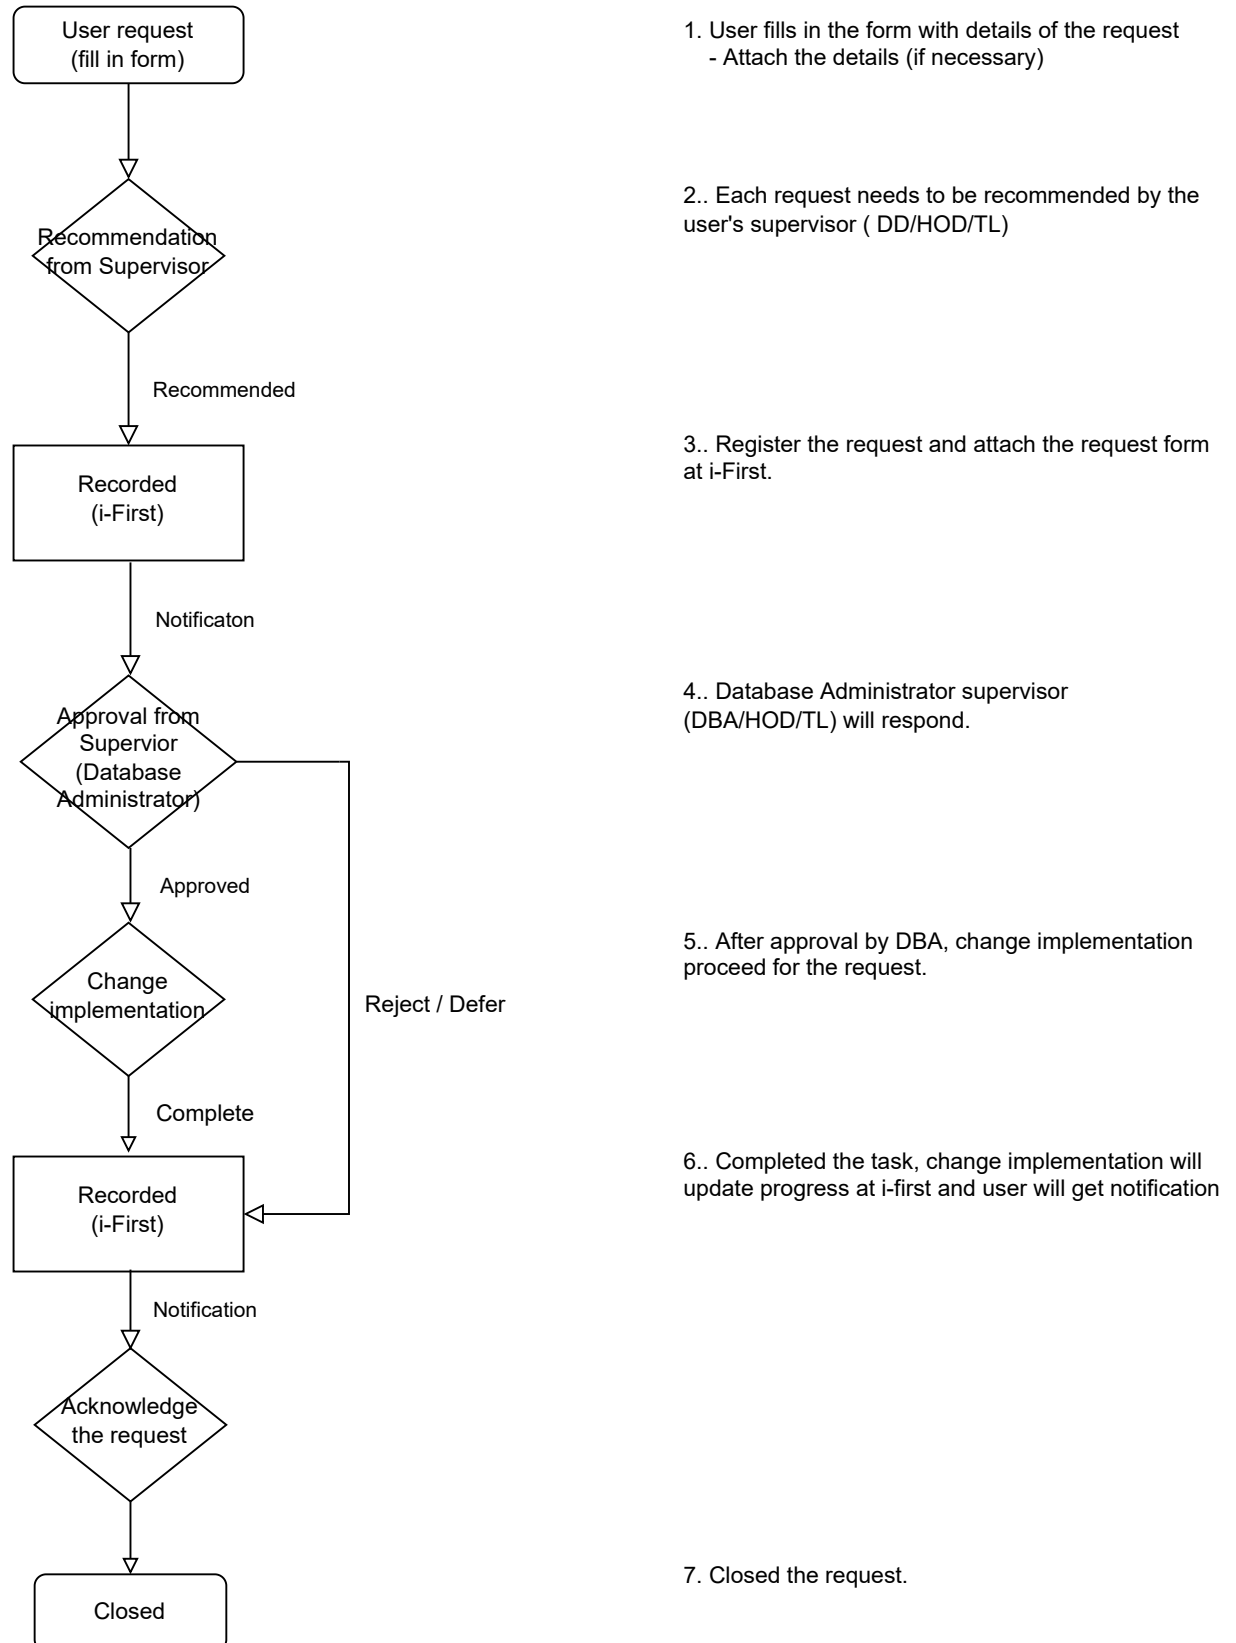 User request
(fill in form)
1. User fills in the form with details of the request
- Attach the details (if necessary)
Recommendation
from Supervisor
2.. Each request needs to be recommended by the
user's supervisor ( DD/HOD/TL)
Recommended
Recorded
(i-First)
3.. Register the request and attach the request form
at i-First.
Notificaton
Approval from
Supervior
(Database
Administrator)
4.. Database Administrator supervisor
(DBA/HOD/TL) will respond.
Approved
Change
implementation
5.. After approval by DBA, change implementation
proceed for the request.
Reject / Defer
Complete
Recorded
(i-First)
6.. Completed the task, change implementation will
update progress at i-first and user will get notification
Notification
Acknowledge
the request
Closed
7. Closed the request.